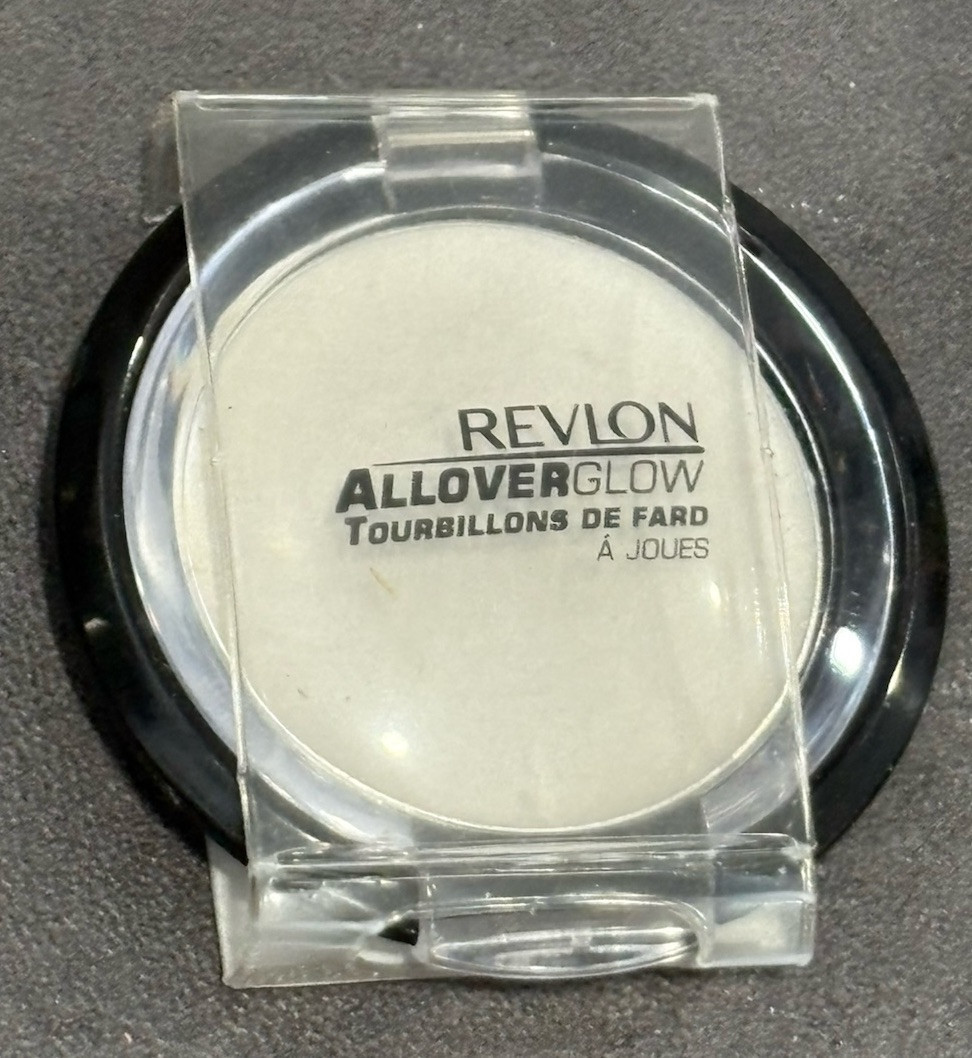 REVLON
ALLOVERGLOW
TOURBILLONS DE FARD
Á JOUES